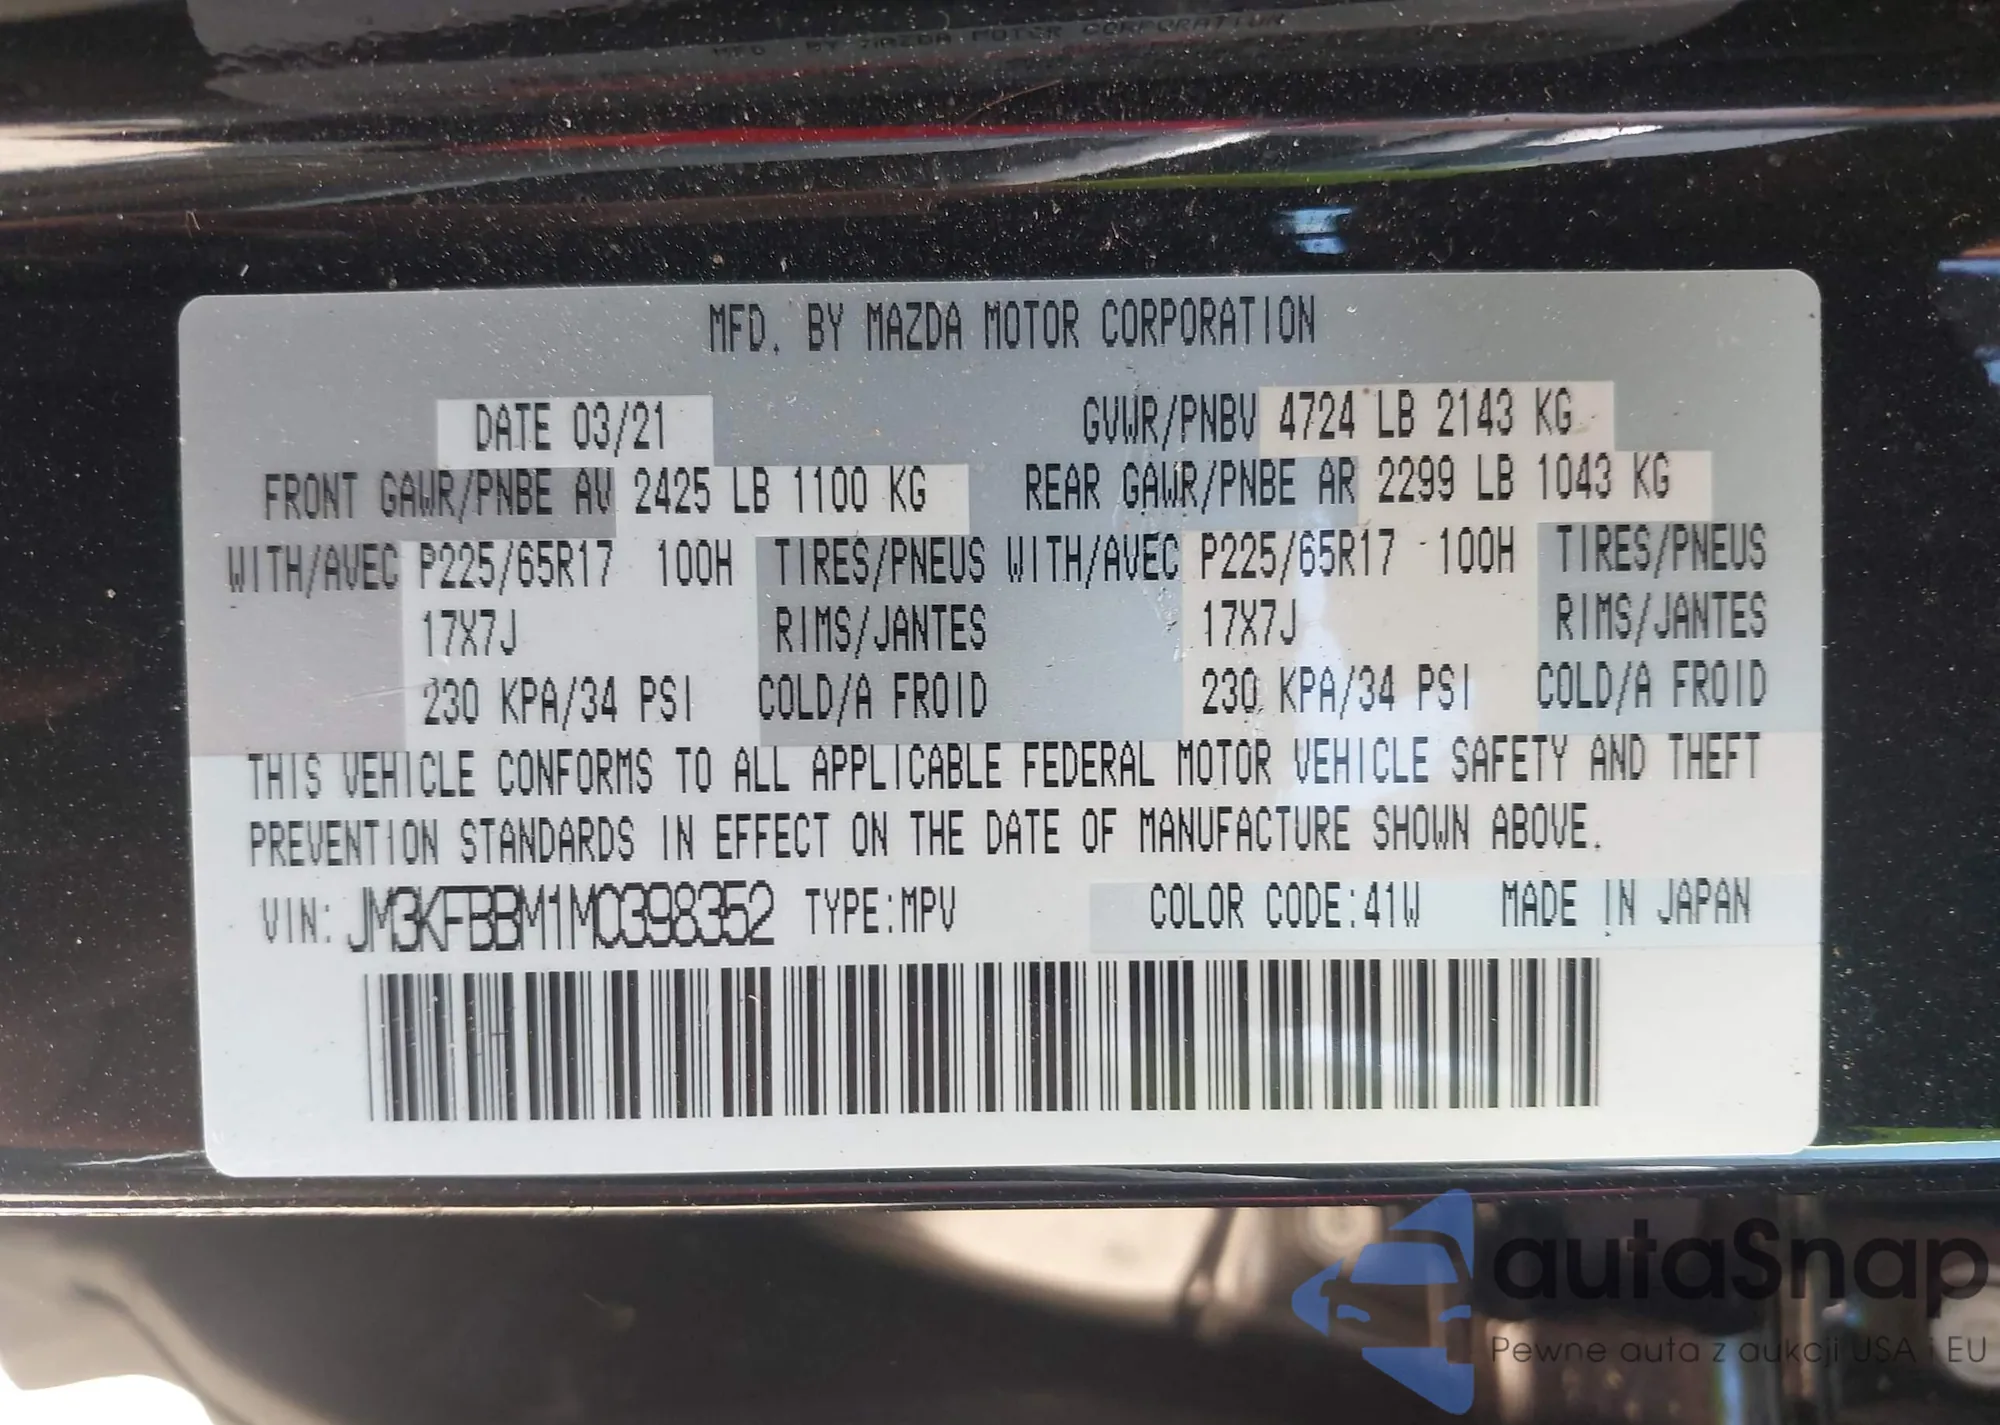 MFD. BY MAZDA MOTOR CORPORATION
MFD. BY MAZDA MOTOR CORPORATION
DATE 03/21 GVWR/PNBV 4724 LB 2143 KG
FRONT GAWR/PNBE AV 2425 LB 1100 KG REAR GAWR/PNBE AR 2299 LB 1043 KG
WITH/AVEC P225/65R17 100H TIRES/PNEUS WITH/AVEC P225/65R17 100H TIRES/PNEUS
17X7J RIMS/JANTES 17X7J RIMS/JANTES
230 KPA/34 PSI COLD/A FROID 230 KPA/34 PSI COLD/A FROID
THIS VEHICLE CONFORMS TO ALL APPLICABLE FEDERAL MOTOR VEHICLE SAFETY AND THEFT
PREVENTION STANDARDS IN EFFECT ON THE DATE OF MANUFACTURE SHOWN ABOVE.
VIN: JM3KFBBM1M0398352 TYPE:MPV COLOR CODE:41W MADE IN JAPAN
autaSnap
Pewne auta z aukcji USA i EU